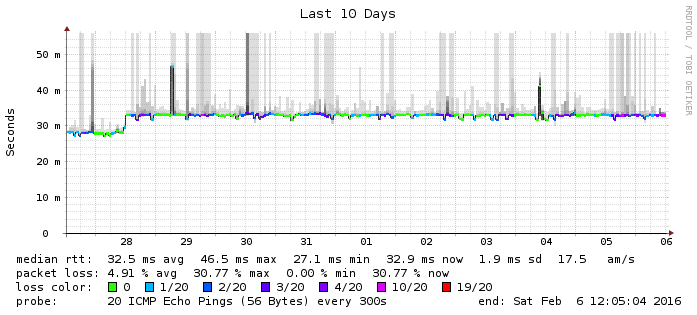 Last 10 Days
RRDTOOL / TOBI OETIKER
Seconds
50 m
40 m
30 m
20 m
10 m
0
28 29 30 31 01 02 03 04 05 06
median rtt: 32.5 ms avg 46.5 ms max 27.1 ms min 32.9 ms now 1.9 ms sd 17.5 am/s
packet loss: 4.91 % avg 30.77 % max 0.00 % min 30.77 % now
loss color: 0 1/20 2/20 3/20 4/20 10/20 19/20
probe: 20 ICMP Echo Pings (56 Bytes) every 300s end: Sat Feb 6 12:05:04 2016